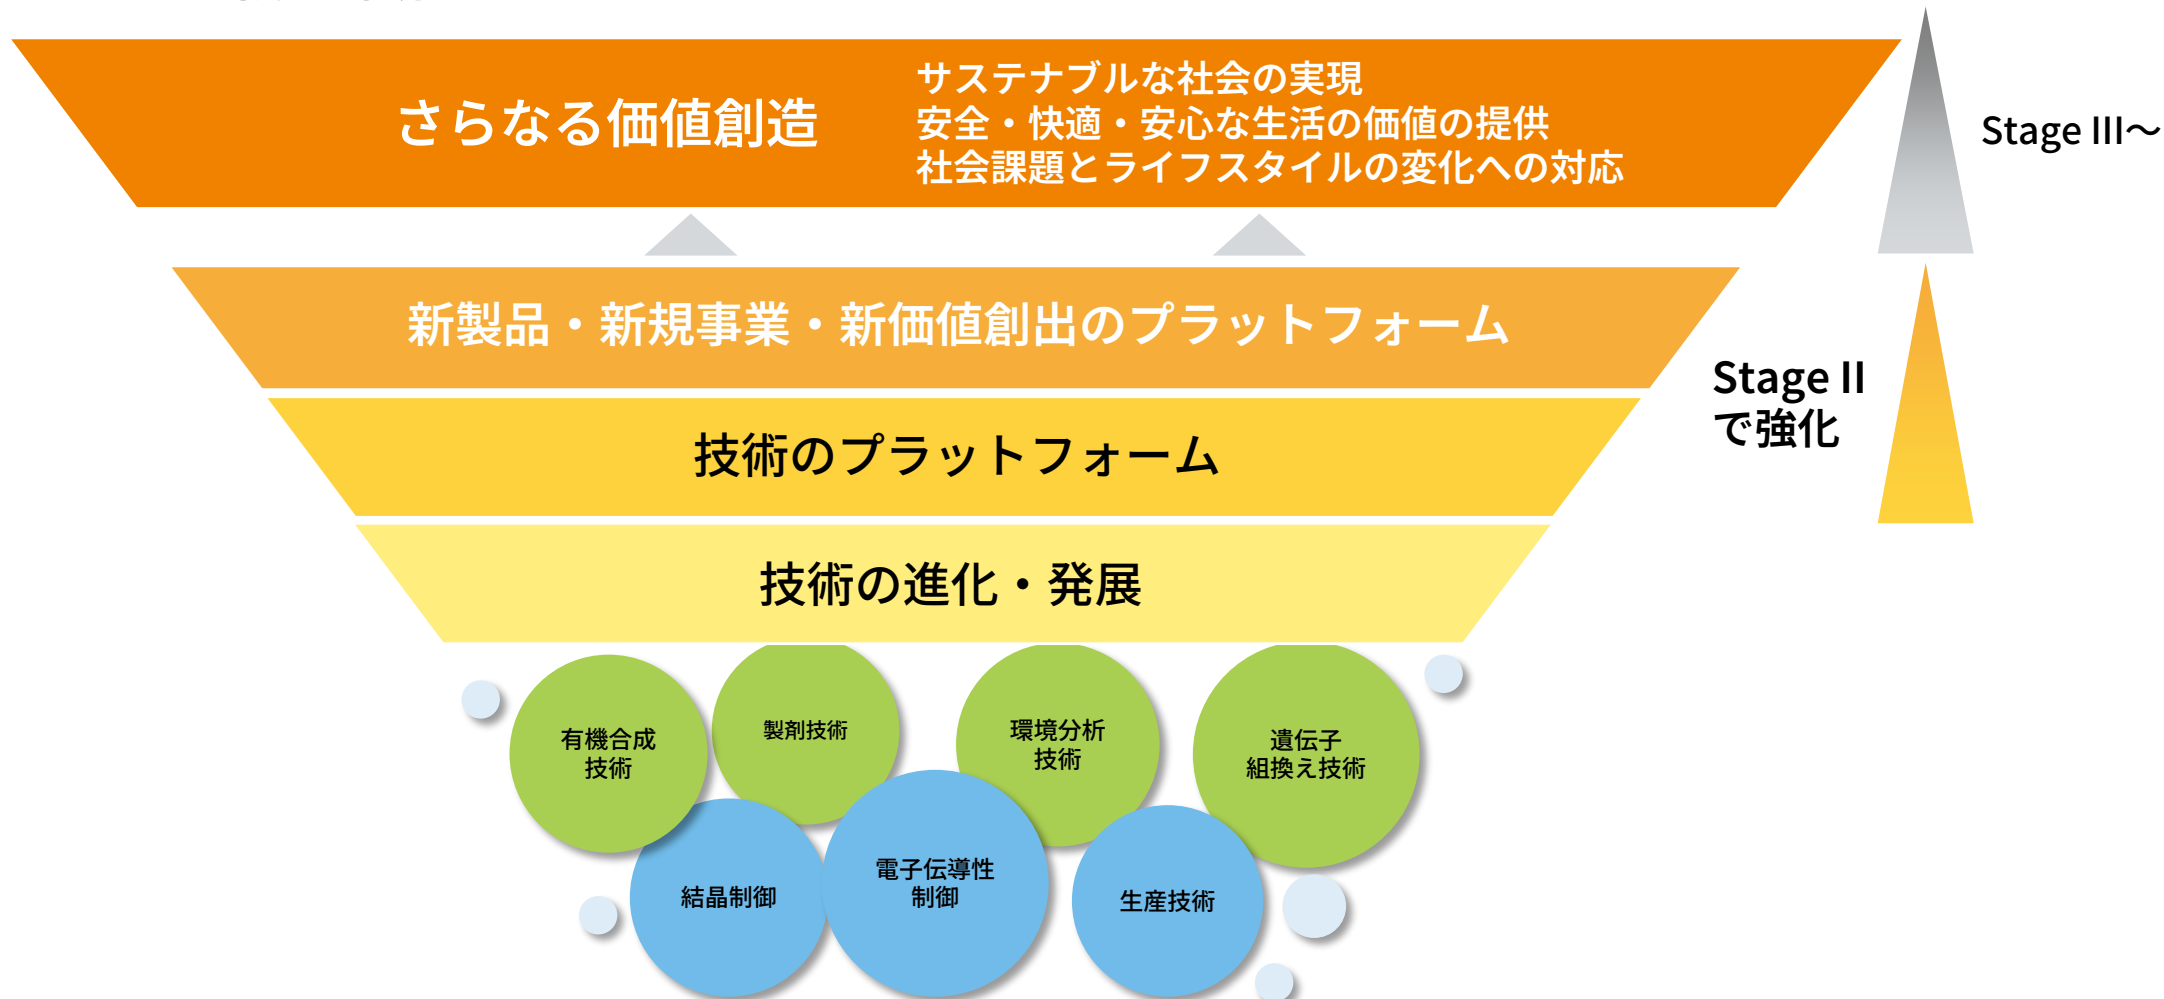 さらなる価値創造
サステナブルな社会の実現
安全・快適・安心な生活の価値の提供
社会課題とライフスタイルの変化への対応
Stage III～
新製品・新規事業・新価値創出のプラットフォーム
Stage II
で強化
技術のプラットフォーム
技術の進化・発展
有機合成
技術
製剤技術
環境分析
技術
遺伝子
組換え技術
結晶制御
電子伝導性
制御
生産技術